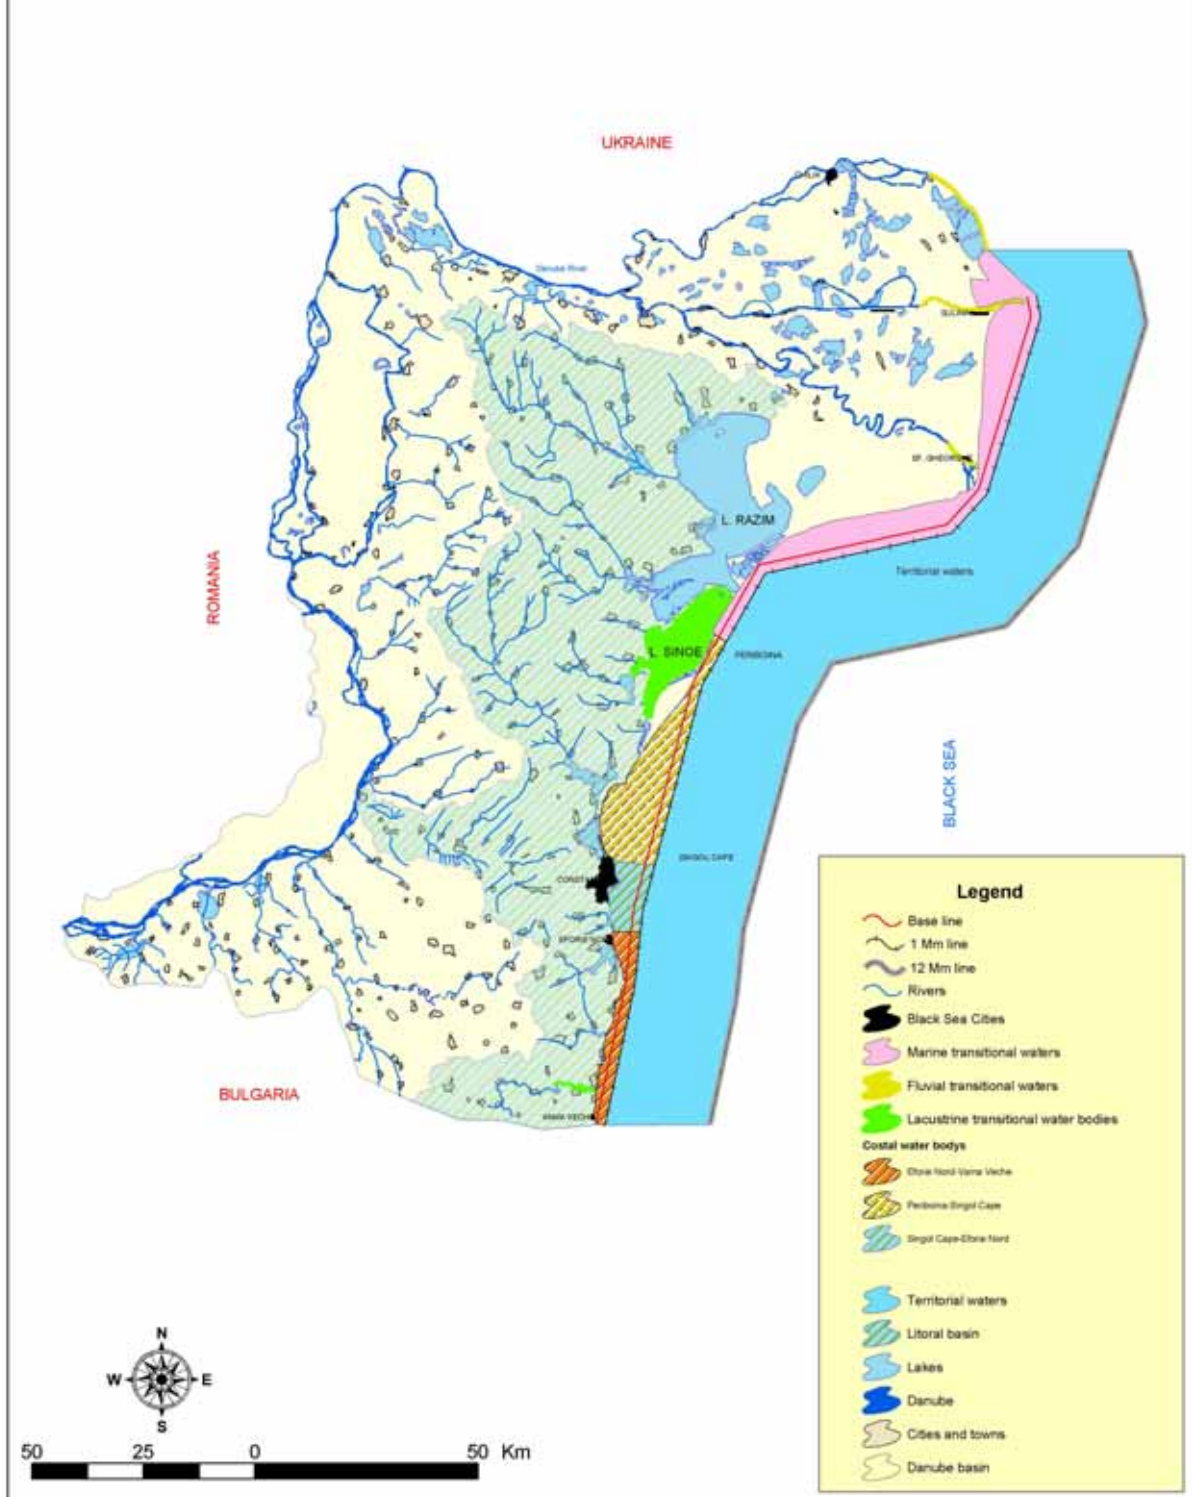 UKRAINE
Danube River
SULINA
SF. GHEORGHE
L. RAZIM
Territorial waters
ROMANIA
L. SINOE
PERIBOINA
BLACK SEA
SINGOL CAPE
BULGARIA
VAMA VECHE
Legend
Base line
1 Mm line
12 Mm line
Rivers
Black Sea Cities
Marine transitional waters
Fluvial transitional waters
Lacustrine transitional water bodies
Costal water bodys
Eforie Nord-Vama Veche
Periboina-Singol Cape
Singol Cape-Eforie Nord
Territorial waters
Litoral basin
Lakes
Danube
Cities and towns
Danube basin
N
W E
S
50 25 0 50 Km